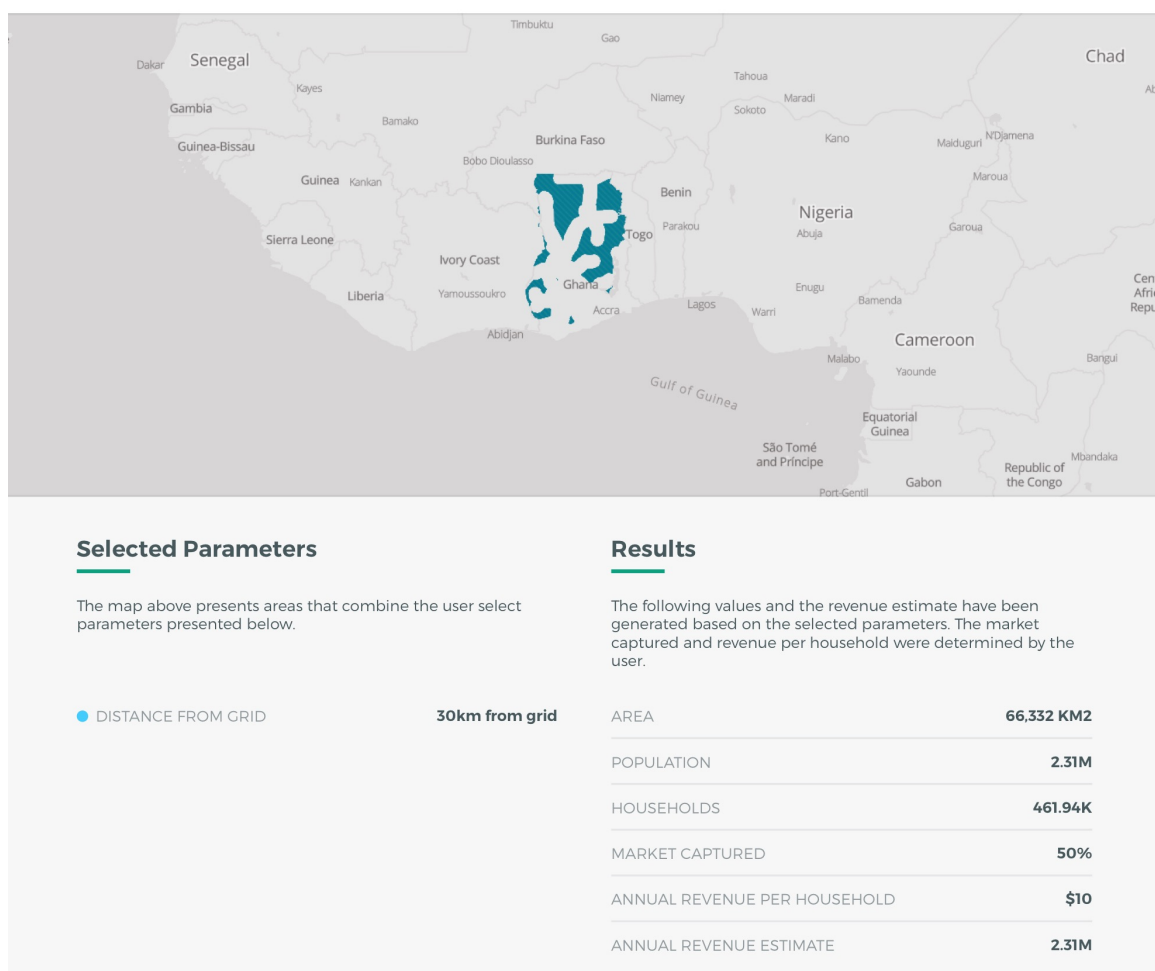 Timbuktu
Gao
Senegal
Dakar
Chad
Tahoua
Kayes
Niamey
Maradi
Sokoto
Gambia
Bamako
Burkina Faso
Kano
N'Djamena
Maiduguri
Guinea-Bissau
Bobo Dioulasso
Guinea
Kankan
Maroua
Benin
Nigeria
Parakou
Abuja
Garoua
Togo
Sierra Leone
Ivory Coast
Ghana
Enugu
Liberia
Yamoussoukro
Bamenda
Lagos
Accra
Warri
Abidjan
Cameroon
Malabo
Yaounde
Bangui
Gulf of Guinea
Equatorial
Guinea
São Tomé
and Príncipe
Mbandaka
Republic of
the Congo
Gabon
Port-Gentil
Selected Parameters
The map above presents areas that combine the user select
parameters presented below.
DISTANCE FROM GRID 30km from grid
Results
The following values and the revenue estimate have been
generated based on the selected parameters. The market
captured and revenue per household were determined by the
user.
AREA 66,332 KM2
POPULATION 2.31M
HOUSEHOLDS 461.94K
MARKET CAPTURED 50%
ANNUAL REVENUE PER HOUSEHOLD $10
ANNUAL REVENUE ESTIMATE 2.31M